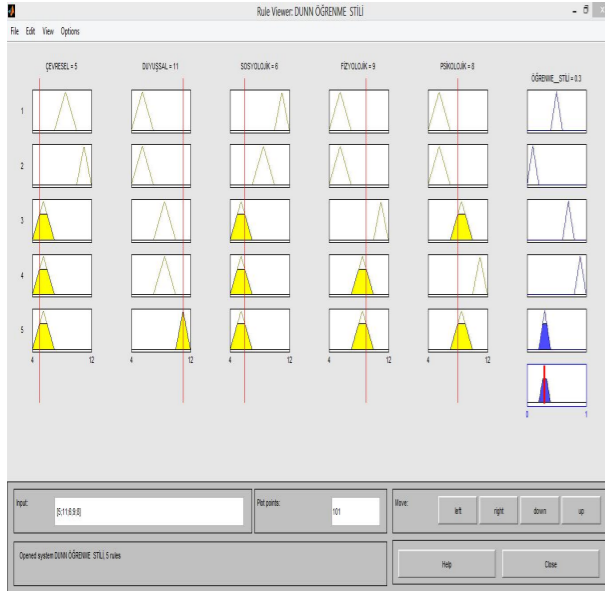 Rule Viewer: DUNN ÖĞRENME STİLİ
File Edit View Options
ÇEVRESEL = 5 DUYUŞSAL = 11 SOSYOLOJİK = 6 FİZYOLOJİK = 9 PSİKOLOJİK = 8 ÖĞRENME__STİLİ = 0.3
1
2
3
4
5
4 12 4 12 4 12 4 12 4 12
0 1
Input: [5;11;6;9;8] Plot points: 101 Move: left right down up
Opened system DUNN ÖĞRENME STİLİ, 5 rules Help Close